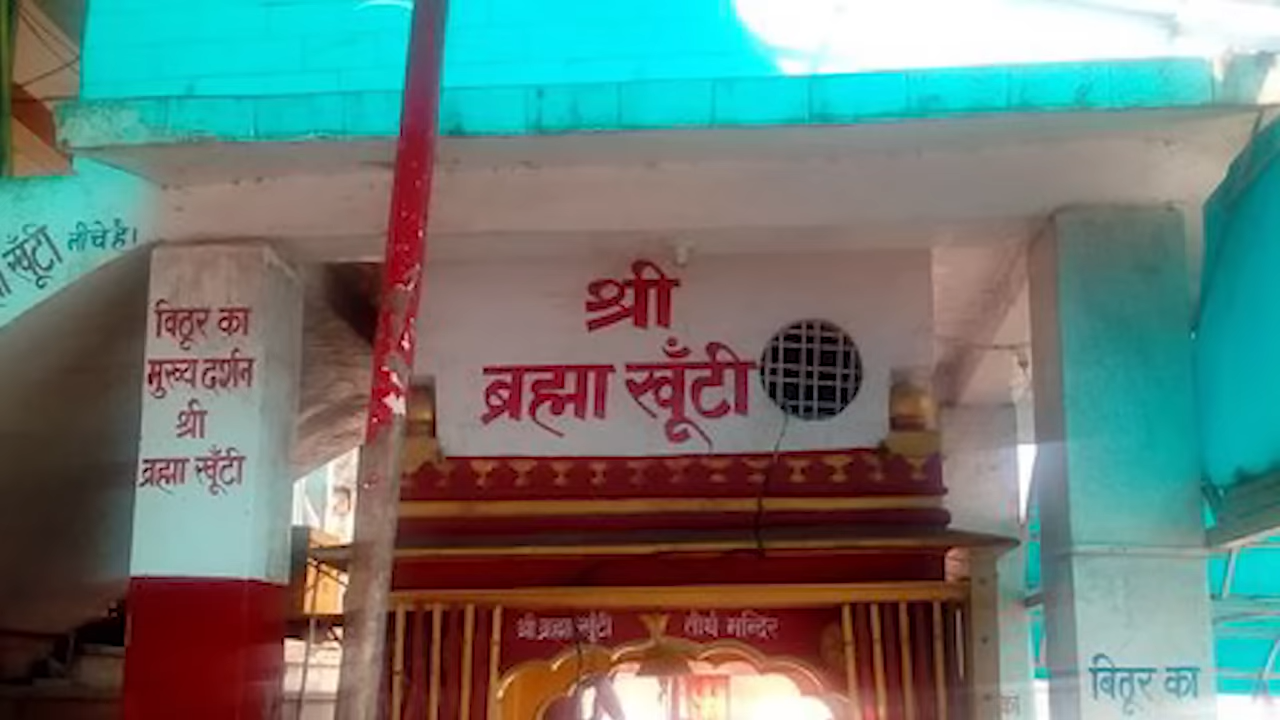 खूँटी नीचे है।
बिठूर का
मुख्य दर्शन
श्री
ब्रह्मा खूँटी
श्री
ब्रह्मा खूँटी
श्री ब्रह्मा खूँटी तीर्थ मन्दिर
बिठूर का